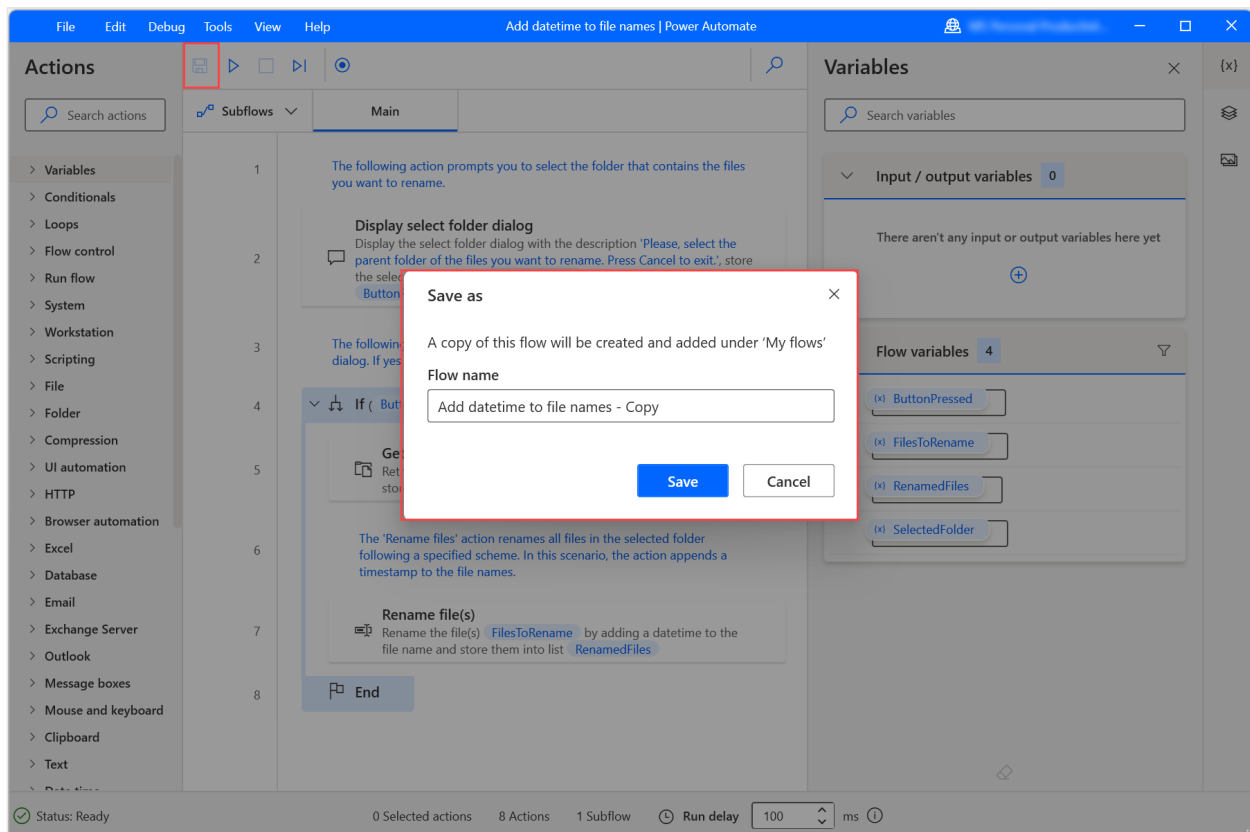 File Edit Debug Tools View Help
Add datetime to file names | Power Automate
Actions
Search actions
Variables
Conditionals
Loops
Flow control
Run flow
System
Workstation
Scripting
File
Folder
Compression
UI automation
HTTP
Browser automation
Excel
Database
Email
Exchange Server
Outlook
Message boxes
Mouse and keyboard
Clipboard
Text
Date time
Subflows
Main
1
The following action prompts you to select the folder that contains the files
you want to rename.
2
Display select folder dialog
Display the select folder dialog with the description 'Please, select the
parent folder of the files you want to rename. Press Cancel to exit.', store
the selec
Button
3
The following
dialog. If yes
4
If ( But
5
Ge
Ret
stor
6
The 'Rename files' action renames all files in the selected folder
following a specified scheme. In this scenario, the action appends a
timestamp to the file names.
7
Rename file(s)
Rename the file(s) FilesToRename by adding a datetime to the
file name and store them into list RenamedFiles
8
End
Save as
A copy of this flow will be created and added under 'My flows'
Flow name
Add datetime to file names - Copy
Save
Cancel
Variables
{x}
Search variables
Input / output variables 0
There aren't any input or output variables here yet
Flow variables 4
(x) ButtonPressed
(x) FilesToRename
(x) RenamedFiles
(x) SelectedFolder
Status: Ready
0 Selected actions
8 Actions
1 Subflow
Run delay
100
ms